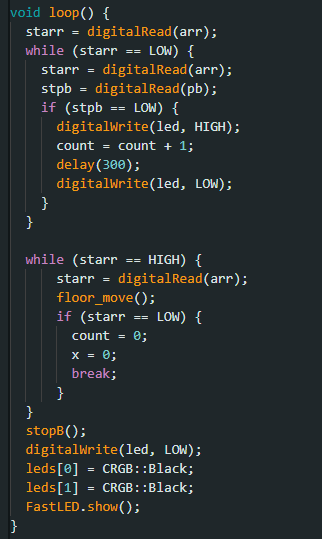 void loop() {
  starr = digitalRead(arr);
  while (starr == LOW) {
    starr = digitalRead(arr);
    stpb = digitalRead(pb);
    if (stpb == LOW) {
      digitalWrite(led, HIGH);
      count = count + 1;
      delay(300);
      digitalWrite(led, LOW);
    }
  }

  while (starr == HIGH) {
      starr = digitalRead(arr);
      floor_move();
      if (starr == LOW) {
        count = 0;
        x = 0;
        break;
      }
  }
  stopB();
  digitalWrite(led, LOW);
  leds[0] = CRGB::Black;
  leds[1] = CRGB::Black;
  FastLED.show();
}